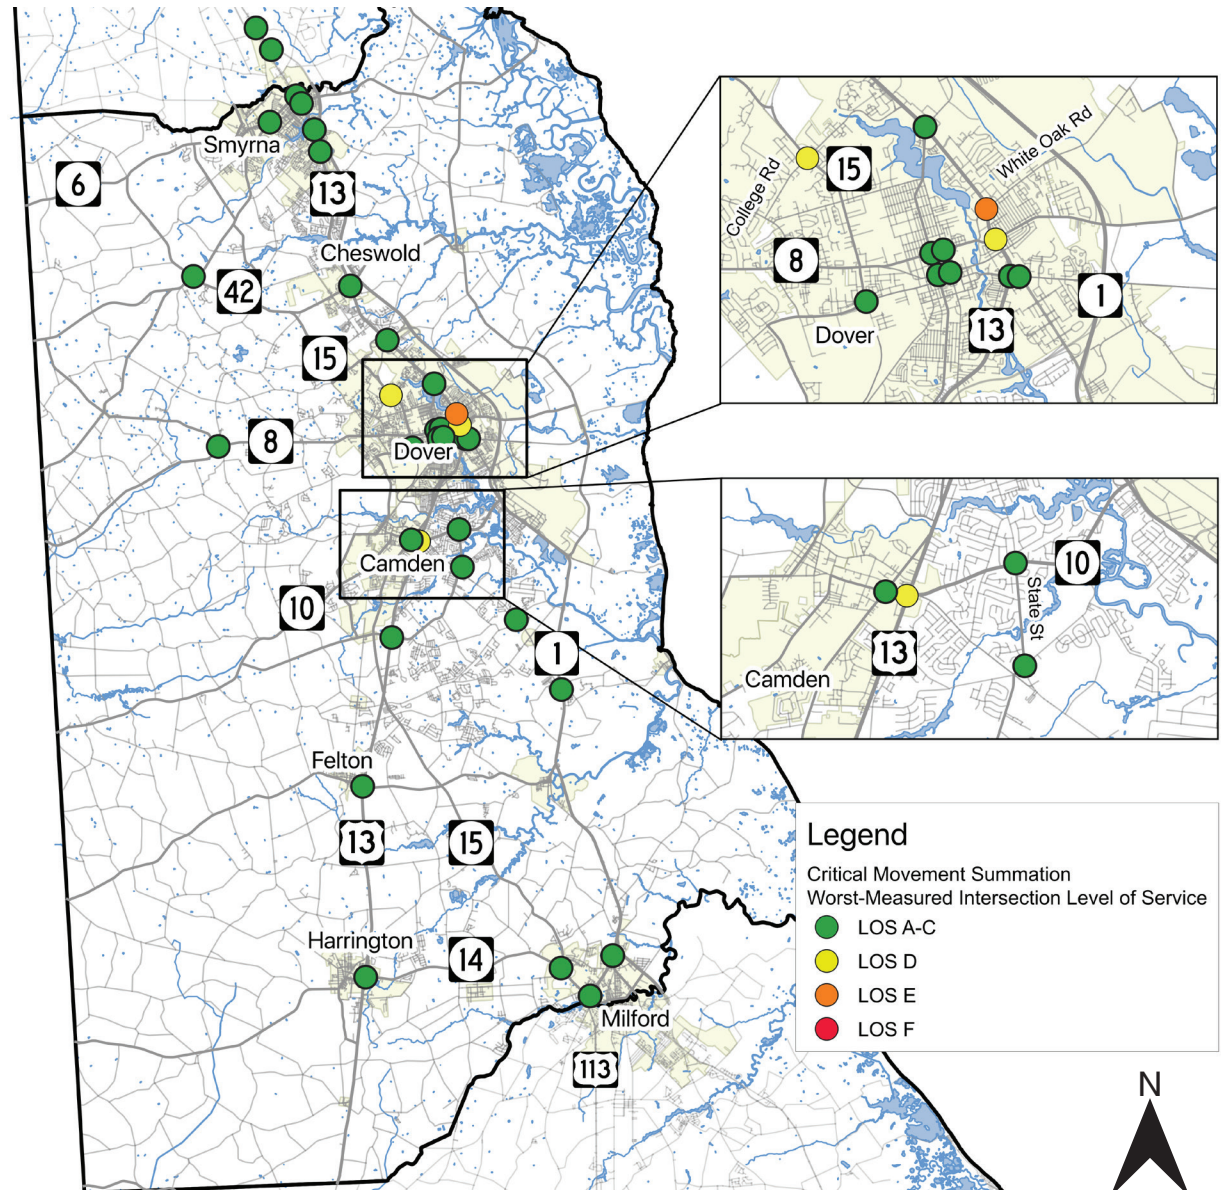 Smyrna
6
13
Cheswold
42
15
8
Dover
Camden
10
1
Felton
13
15
Harrington
14
Milford
113
White Oak Rd
College Rd
15
8
1
13
Dover
10
State St
13
Camden
Legend
Critical Movement Summation
Worst-Measured Intersection Level of Service
LOS A-C
LOS D
LOS E
LOS F
N